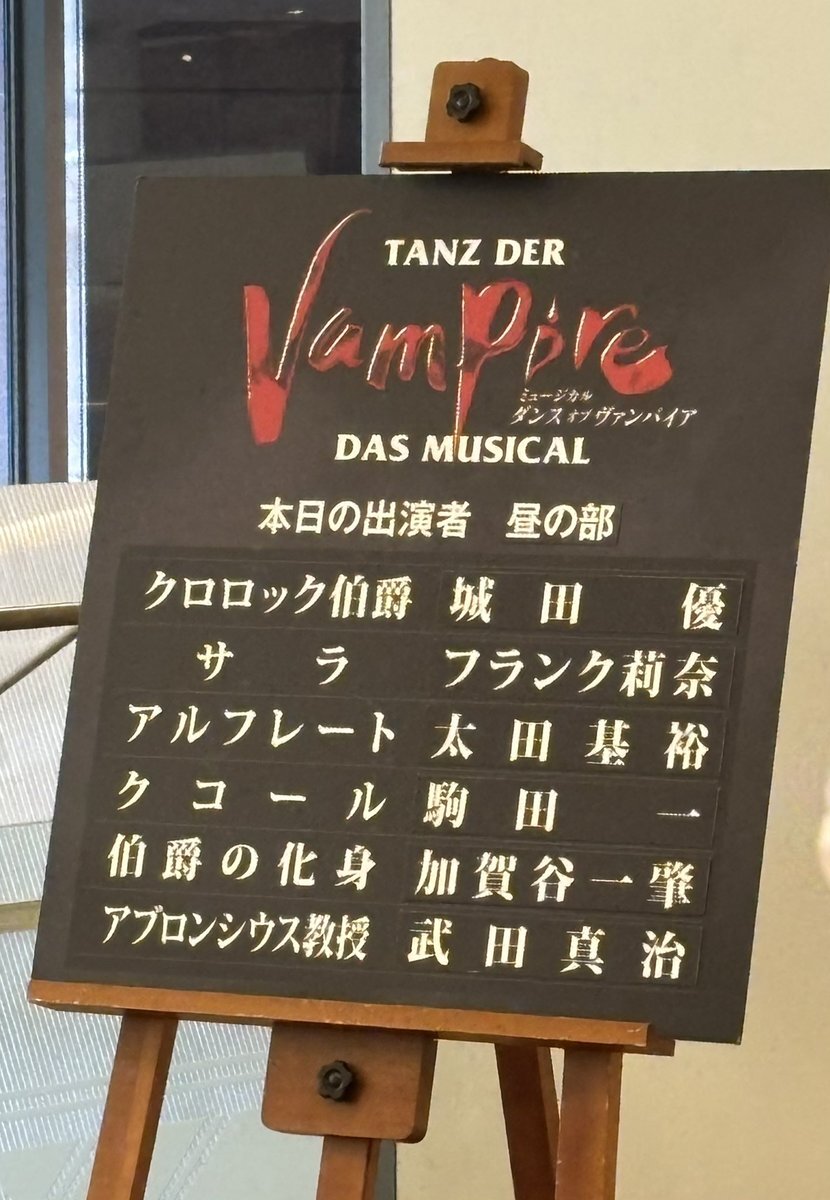 TANZ DER
Vampire
ミュージカル
ダンス オブ ヴァンパイア
DAS MUSICAL
本日の出演者 昼の部
クロロック伯爵 城田 優
サラ フランク莉奈
アルフレート 太田基裕
クコール 駒田 一
伯爵の化身 加賀谷一肇
アブロンシウス教授 武田真治